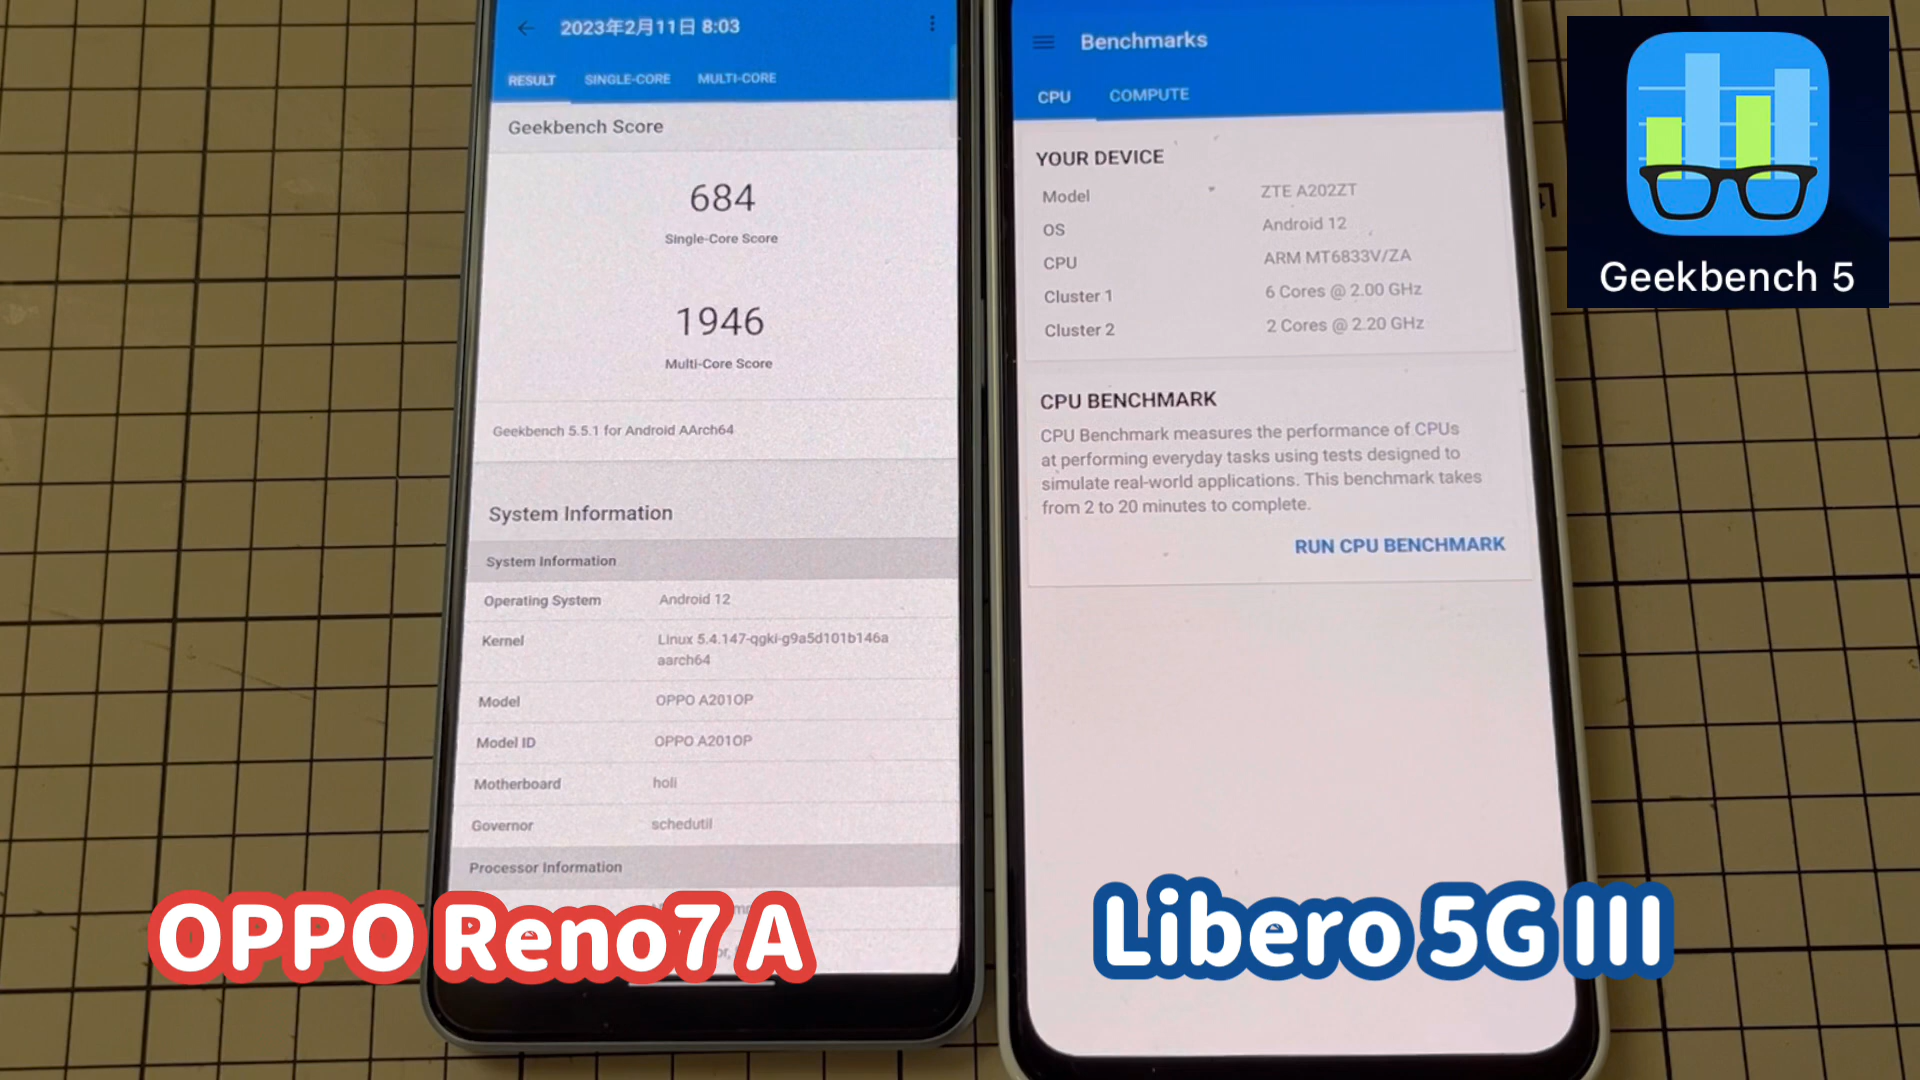 2023年2月11日 8:03
RESULT SINGLE-CORE MULTI-CORE
Geekbench Score
684
Single-Core Score
1946
Multi-Core Score
Geekbench 5.5.1 for Android AArch64
System Information
System Information
Operating System Android 12
Kernel Linux 5.4.147-qgki-g9a5d101b146a
aarch64
Model OPPO A201OP
Model ID OPPO A201OP
Motherboard holi
Governor schedutil
Processor Information
OPPO Reno7 A
Benchmarks
CPU COMPUTE
YOUR DEVICE
Model ZTE A202ZT
OS Android 12
CPU ARM MT6833V/ZA
Cluster 1 6 Cores @ 2.00 GHz
Cluster 2 2 Cores @ 2.20 GHz
CPU BENCHMARK
CPU Benchmark measures the performance of CPUs
at performing everyday tasks using tests designed to
simulate real-world applications. This benchmark takes
from 2 to 20 minutes to complete.
RUN CPU BENCHMARK
Libero 5G III
Geekbench 5